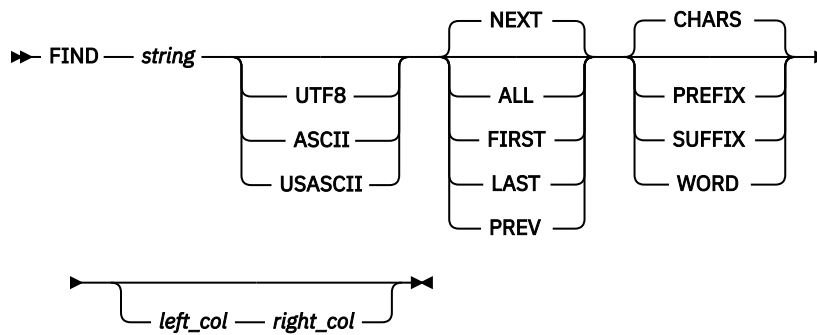 NEXT CHARS
FIND string
UTF8 ALL PREFIX
ASCII FIRST SUFFIX
USASCII LAST WORD
PREV
left_col right_col